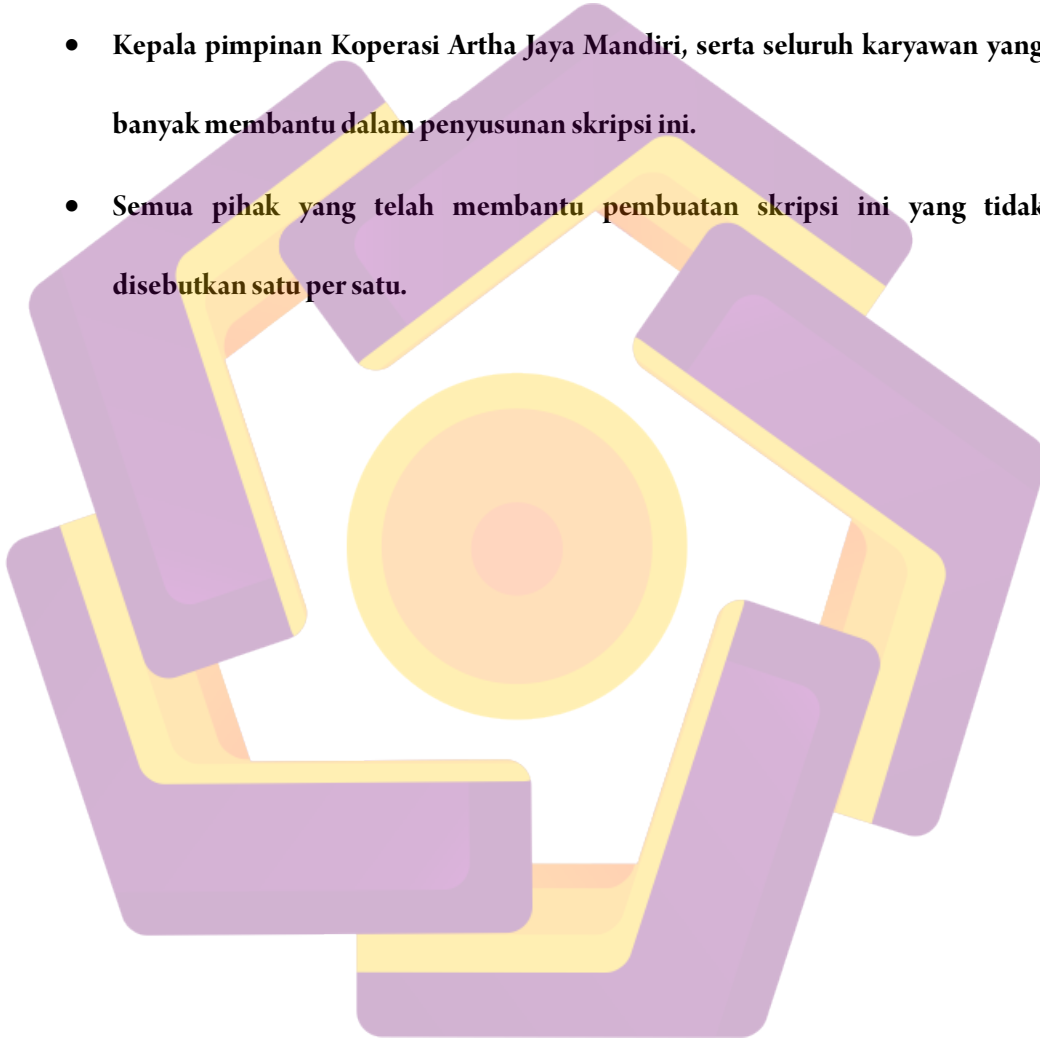 • Kepala pimpinan Koperasi Artha Jaya Mandiri, serta seluruh karyawan yang
banyak membantu dalam penyusunan skripsi ini.
• Semua pihak yang telah membantu pembuatan skripsi ini yang tidak
disebutkan satu per satu.